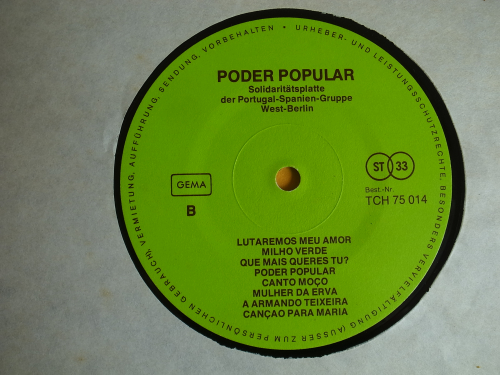 URHEBER- UND LEISTUNGSSCHUTZRECHTE, BESONDERS VERVIELFÄLTIGUNG (AUSSER ZUM PERSÖNLICHEN GEBRAUCH), VERMIETUNG, AUFFÜHRUNG, SENDUNG, VORBEHALTEN •
PODER POPULAR
Solidaritätsplatte
der Portugal-Spanien-Gruppe
West-Berlin
GEMA
B
ST 33
Best.-Nr.
TCH 75 014
LUTAREMOS MEU AMOR
MILHO VERDE
QUE MAIS QUERES TU?
PODER POPULAR
CANTO MOÇO
MULHER DA ERVA
A ARMANDO TEIXEIRA
CANÇAO PARA MARIA